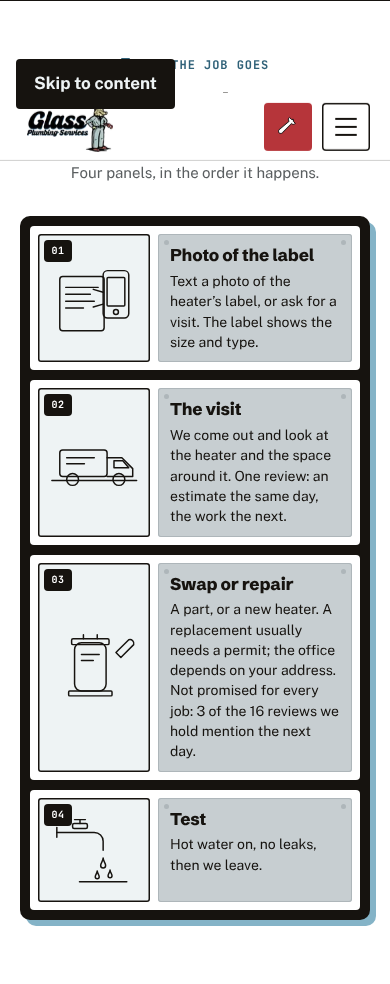 THE JOB GOES
Skip to content
Glass
Plumbing Services
Four panels, in the order it happens.
01
Photo of the label
Text a photo of the
heater’s label, or ask for a
visit. The label shows the
size and type.
02
The visit
We come out and look at
the heater and the space
around it. One review: an
estimate the same day,
the work the next.
03
Swap or repair
A part, or a new heater. A
replacement usually
needs a permit; the office
depends on your address.
Not promised for every
job: 3 of the 16 reviews we
hold mention the next
day.
04
Test
Hot water on, no leaks,
then we leave.